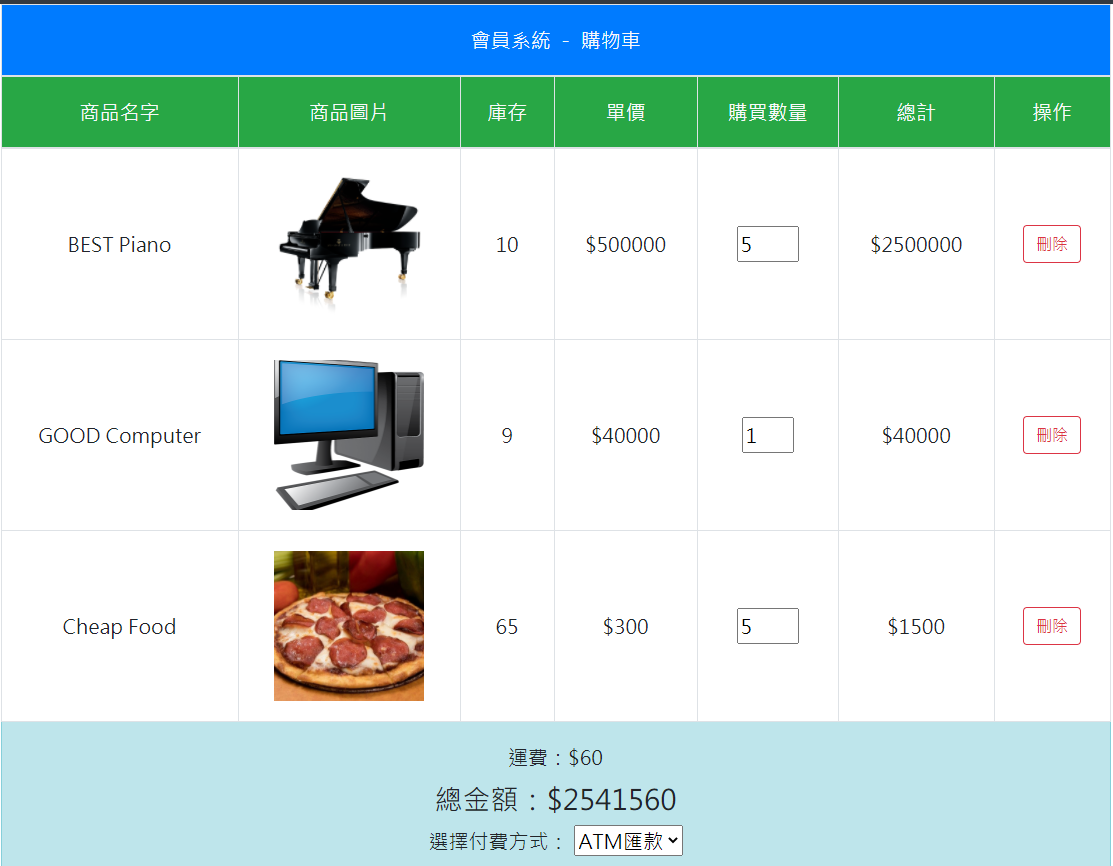 會員系統 - 購物車
商品名字 商品圖片 庫存 單價 購買數量 總計 操作
BEST Piano 10 $500000 5 $2500000 刪除
GOOD Computer 9 $40000 1 $40000 刪除
Cheap Food 65 $300 5 $1500 刪除
運費：$60
總金額：$2541560
選擇付費方式： ATM匯款